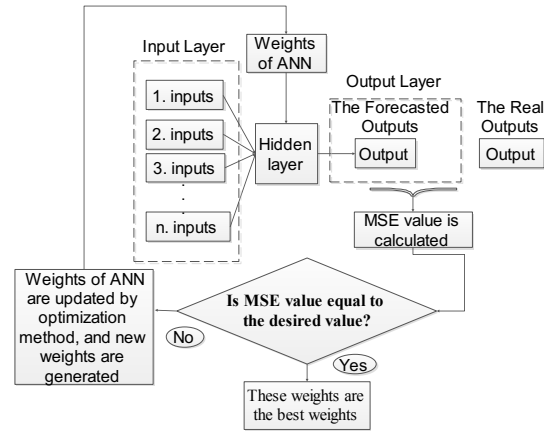 Input Layer
Weights
of ANN
Output Layer
1. inputs
2. inputs
3. inputs
.
.
n. inputs
Hidden
layer
The Forecasted
Outputs
Output
The Real
Outputs
Output
MSE value is
calculated
Is MSE value equal to
the desired value?
No
Yes
Weights of ANN
are updated by
optimization
method, and new
weights are
generated
These weights are
the best weights